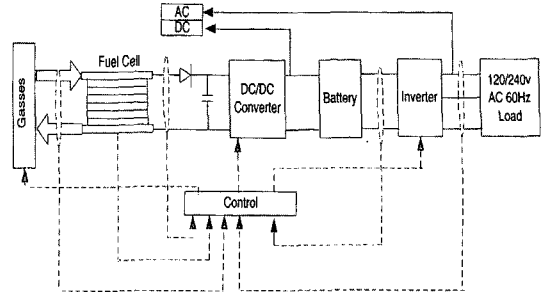 AC
DC
Fuel Cell
Gasses
DC/DC
Converter
Battery
Inverter
120/240v
AC 60Hz
Load
Control